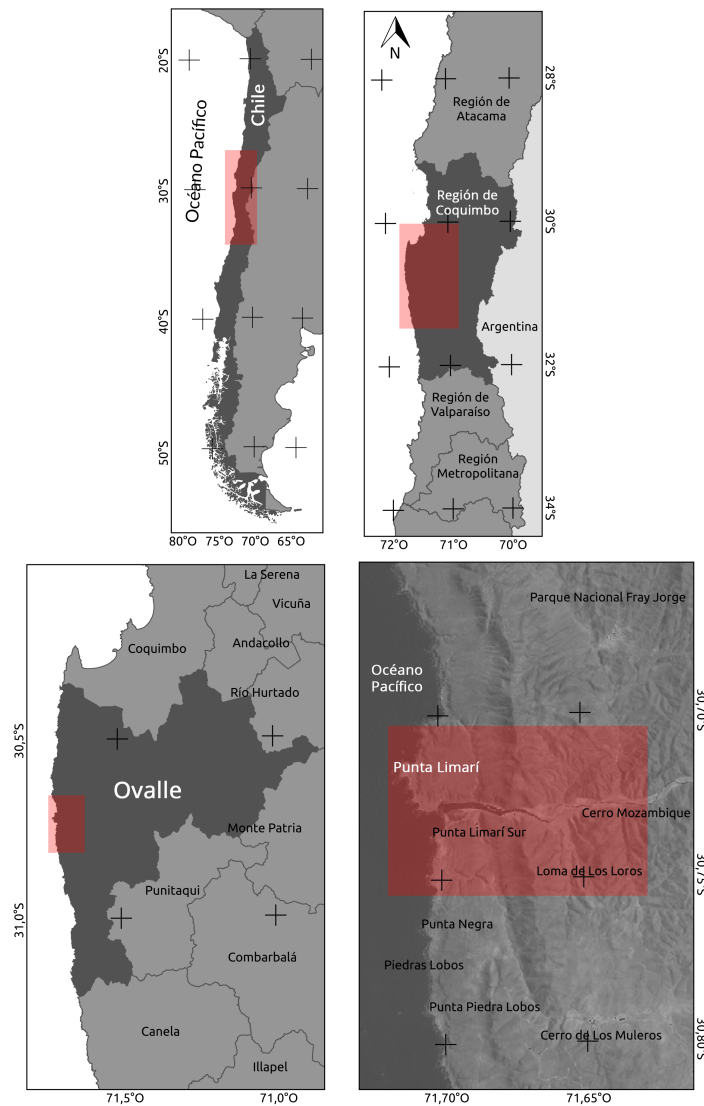 20°S
30°S
40°S
50°S
Océano Pacífico
Chile
80°O 75°O 70°O 65°O
N
28°S
Región de
Atacama
Región de
Coquimbo
30°S
Argentina
32°S
Región de
Valparaíso
Región
Metropolitana
34°S
72°O 71°O 70°O
La Serena
Vicuña
Coquimbo
Andacollo
Río Hurtado
30,5°S
Ovalle
Monte Patria
Punitaqui
31,0°S
Combarbalá
Canela
Illapel
71,5°O 71,0°O
Parque Nacional Fray Jorge
Océano
Pacífico
30,70°S
Punta Limarí
Cerro Mozambique
Punta Limarí Sur
Loma de Los Loros
30,75°S
Punta Negra
Piedras Lobos
Punta Piedra Lobos
Cerro de Los Muleros
30,80°S
71,70°O 71,65°O